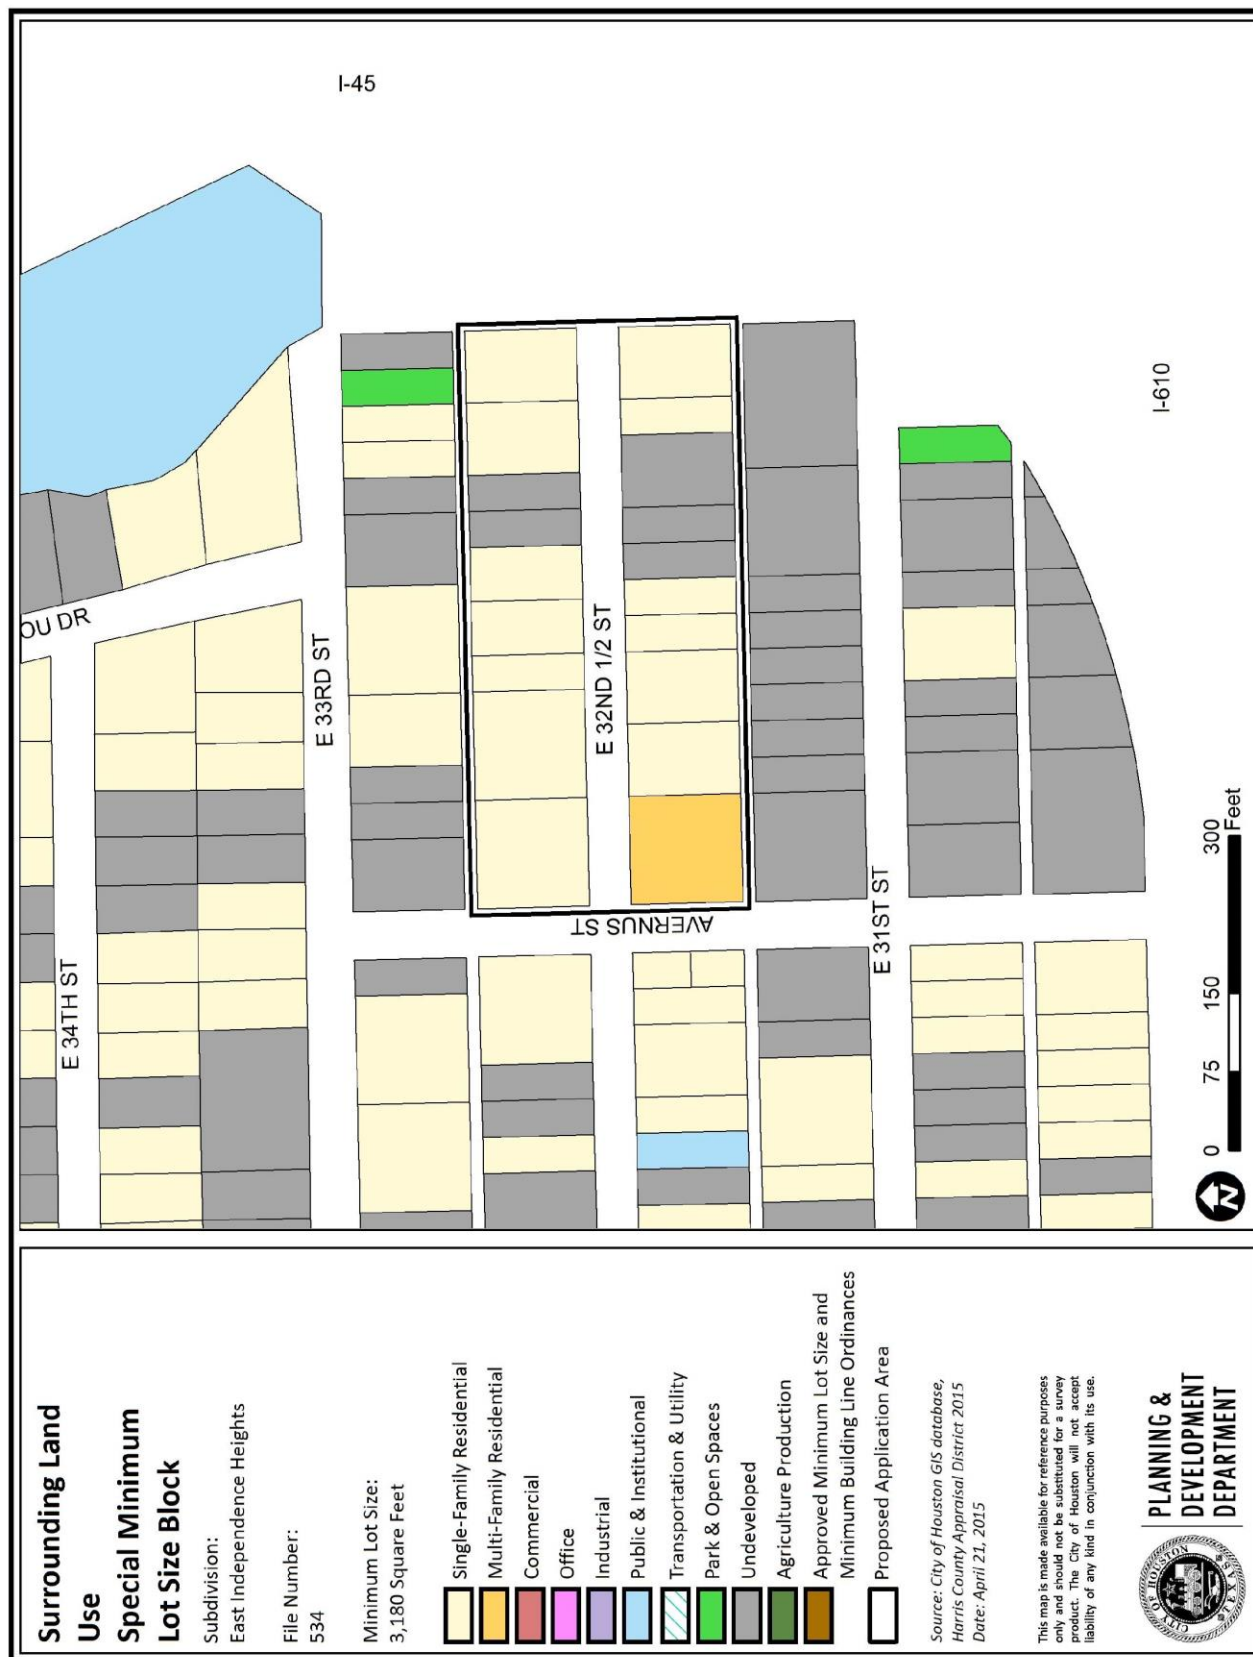 Surrounding Land
Use
Special Minimum
Lot Size Block
Subdivision:
East Independence Heights
File Number:
534
Minimum Lot Size:
3,180 Square Feet
Single-Family Residential
Multi-Family Residential
Commercial
Office
Industrial
Public & Institutional
Transportation & Utility
Park & Open Spaces
Undeveloped
Agriculture Production
Approved Minimum Lot Size and
Minimum Building Line Ordinances
Proposed Application Area
Source: City of Houston GIS database,
Harris County Appraisal District 2015
Date: April 21, 2015
This map is made available for reference purposes
only and should not be substituted for a survey
product. The City of Houston will not accept
liability of any kind in conjunction with its use.
CITY OF HOUSTON
TEXAS
PLANNING &
DEVELOPMENT
DEPARTMENT
OU DR
E 34TH ST
E 33RD ST
E 32ND 1/2 ST
AVERNUS ST
E 31ST ST
I-45
I-610
N
0 75 150 300
Feet